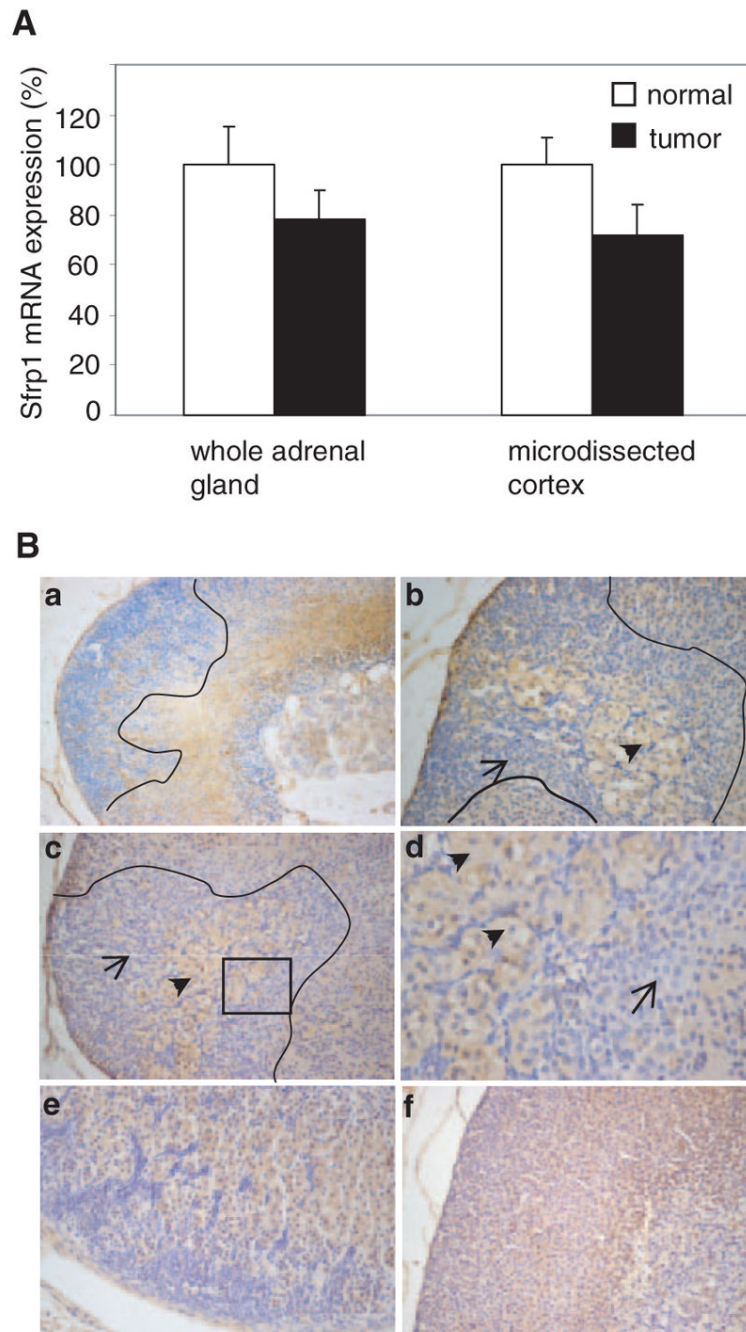 A
Sfrp1 mRNA expression (%)
120
100
80
60
40
20
0
normal
tumor
whole adrenal
gland
microdissected
cortex
B
a
b
c
d
e
f